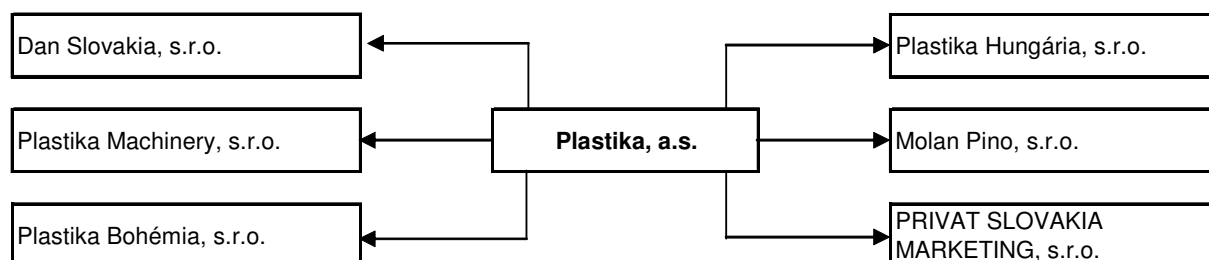 Dan Slovakia, s.r.o.
Plastika Hungária, s.r.o.
Plastika Machinery, s.r.o.
Plastika, a.s.
Molan Pino, s.r.o.
Plastika Bohémia, s.r.o.
PRIVAT SLOVAKIA
MARKETING, s.r.o.